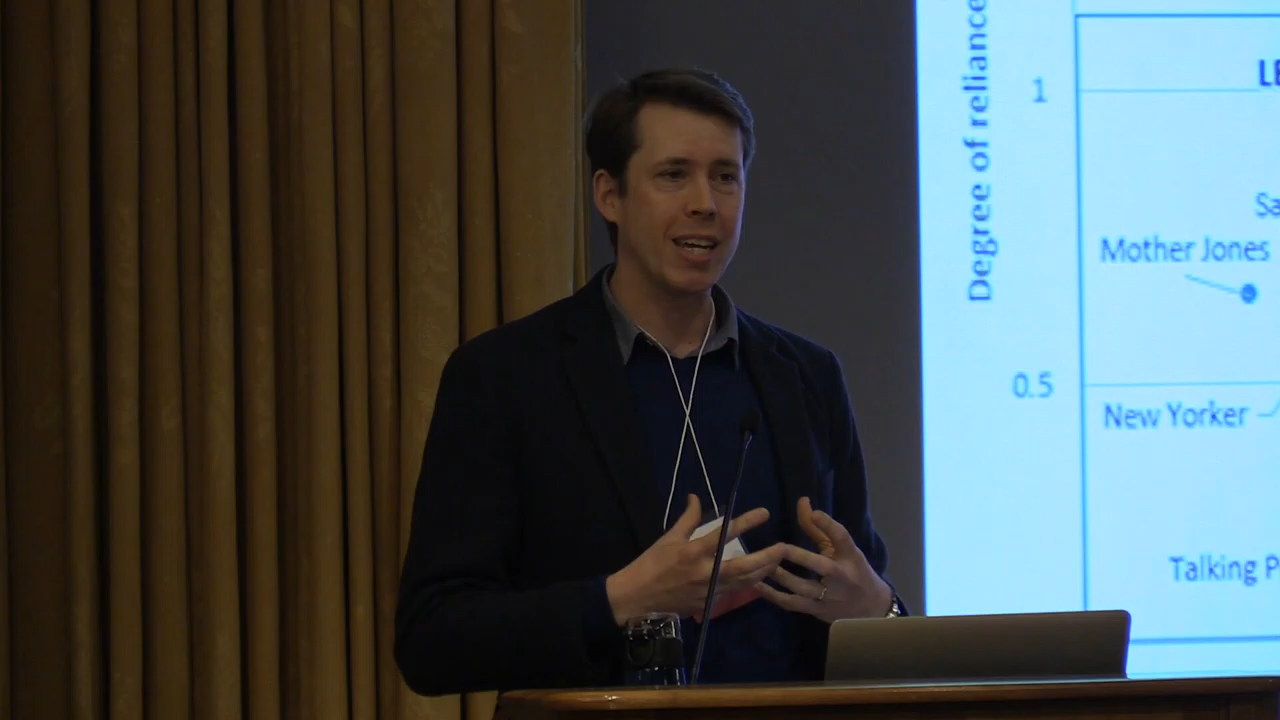 Degree of reliance
1
Mother Jones
0.5
New Yorker
Talking